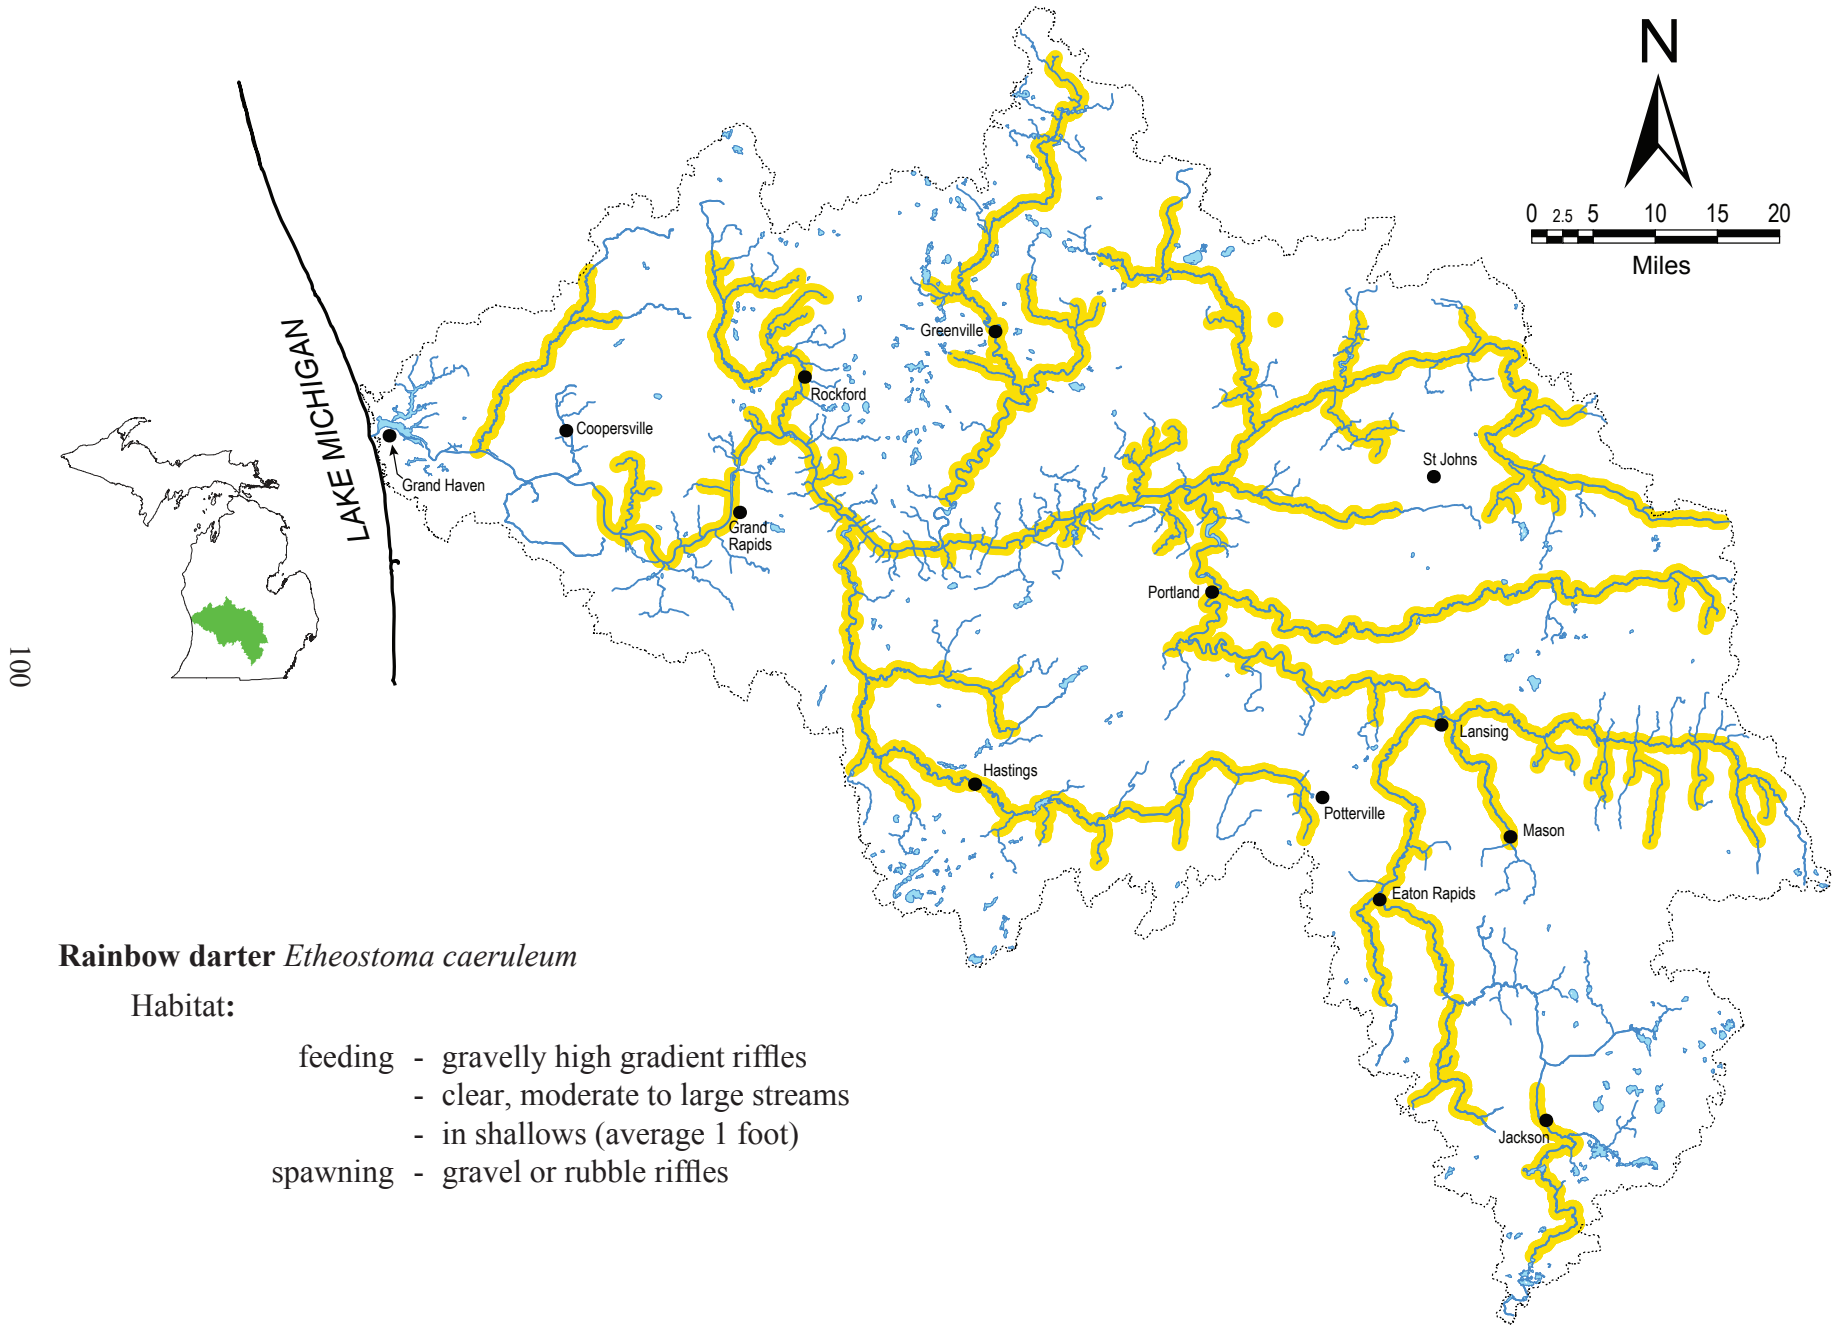 N
0 2.5 5 10 15 20
Miles
LAKE MICHIGAN
Greenville
Rockford
Coopersville
Grand Haven
St Johns
Grand
Rapids
Portland
Lansing
Hastings
Potterville
Mason
Eaton Rapids
Jackson
100
Rainbow darter Etheostoma caeruleum
Habitat:
feeding - gravelly high gradient riffles
- clear, moderate to large streams
- in shallows (average 1 foot)
spawning - gravel or rubble riffles